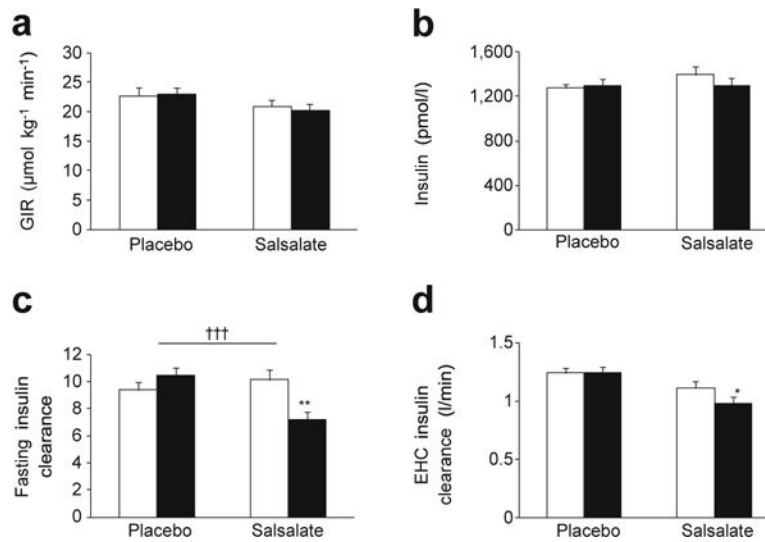 a
GIR (µmol kg⁻¹ min⁻¹)
30
25
20
15
10
5
0
Placebo
Salsalate
b
Insulin (pmol/l)
1,600
1,200
800
400
0
Placebo
Salsalate
c
Fasting insulin
clearance
12
10
8
6
4
2
0
†††
**
Placebo
Salsalate
d
EHC insulin
clearance (l/min)
1.5
1
0.5
0
*
Placebo
Salsalate